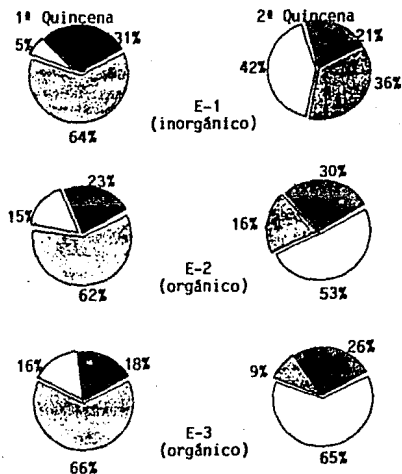 1ª Quincena 2ª Quincena
5% 31% 21%
42% 36%
E-1
(inorgánico)
64%
23% 30%
15% 16%
E-2
(orgánico)
62% 53%
16% 18% 9% 26%
E-3
(orgánico)
66% 65%